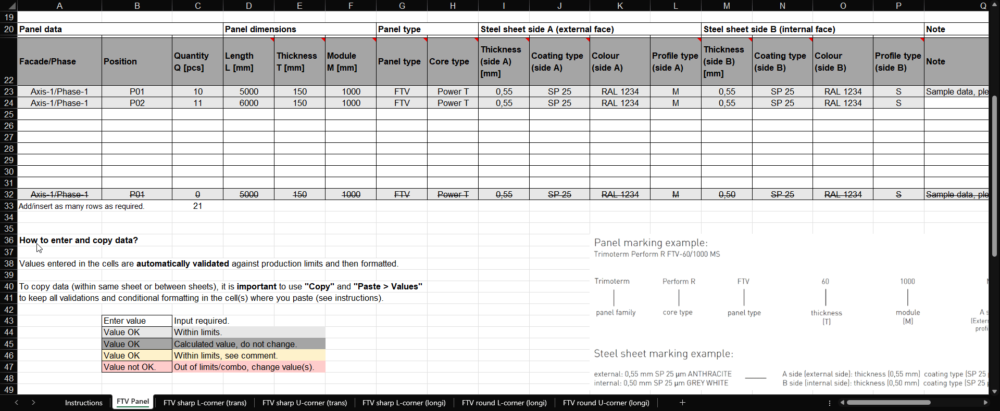 A B C D E F G H I J K L M N O P Q
19
20 Panel data Panel dimensions Panel type Steel sheet side A (external face) Steel sheet side B (internal face) Note
22 Facade/Phase Position Quantity Q [pcs] Length L [mm] Thickness T [mm] Module M [mm] Panel type Core type Thickness (side A) [mm] Coating type (side A) Colour (side A) Profile type (side A) Thickness (side B) [mm] Coating type (side B) Colour (side B) Profile type (side B) Note
23 Axis-1/Phase-1 P01 10 5000 150 1000 FTV Power T 0,55 SP 25 RAL 1234 M 0,55 SP 25 RAL 1234 S Sample data, ple
24 Axis-1/Phase-1 P02 11 6000 150 1000 FTV Power T 0,55 SP 25 RAL 1234 M 0,55 SP 25 RAL 1234 S
25
26
27
28
29
30
31
32 Axis-1/Phase-1 P01 0 5000 150 1000 FTV Power T 0,55 SP 25 RAL 1234 M 0,50 SP 25 RAL 1234 S Sample data, ple
33 Add/insert as many rows as required. 21
34
35
36 How to enter and copy data?
37
38 Values entered in the cells are automatically validated against production limits and then formatted.
39
40 To copy data (within same sheet or between sheets), it is important to use "Copy" and "Paste > Values"
41 to keep all validations and conditional formatting in the cell(s) where you paste (see instructions).
42
43 Enter value Input required.
44 Value OK Within limits.
45 Value OK Calculated value, do not change.
46 Value OK Within limits, see comment.
47 Value not OK. Out of limits/combo, change value(s).
48
49
Panel marking example:
Trimoterm Perform R FTV-60/1000 MS
Trimoterm Perform R FTV 60 1000
panel family core type panel type thickness (T) module (M) A s
(Exter
profi
Steel sheet marking example:
external: 0,55 mm SP 25 µm ANTHRACITE A side (external side): thickness (0,55 mm) coating type (SP 25
internal: 0,50 mm SP 25 µm GREY WHITE B side (internal side): thickness (0,50 mm) coating type (SP 25
Instructions FTV Panel FTV sharp L-corner (trans) FTV sharp U-corner (trans) FTV sharp L-corner (longi) FTV round L-corner (longi) FTV round U-corner (longi) +